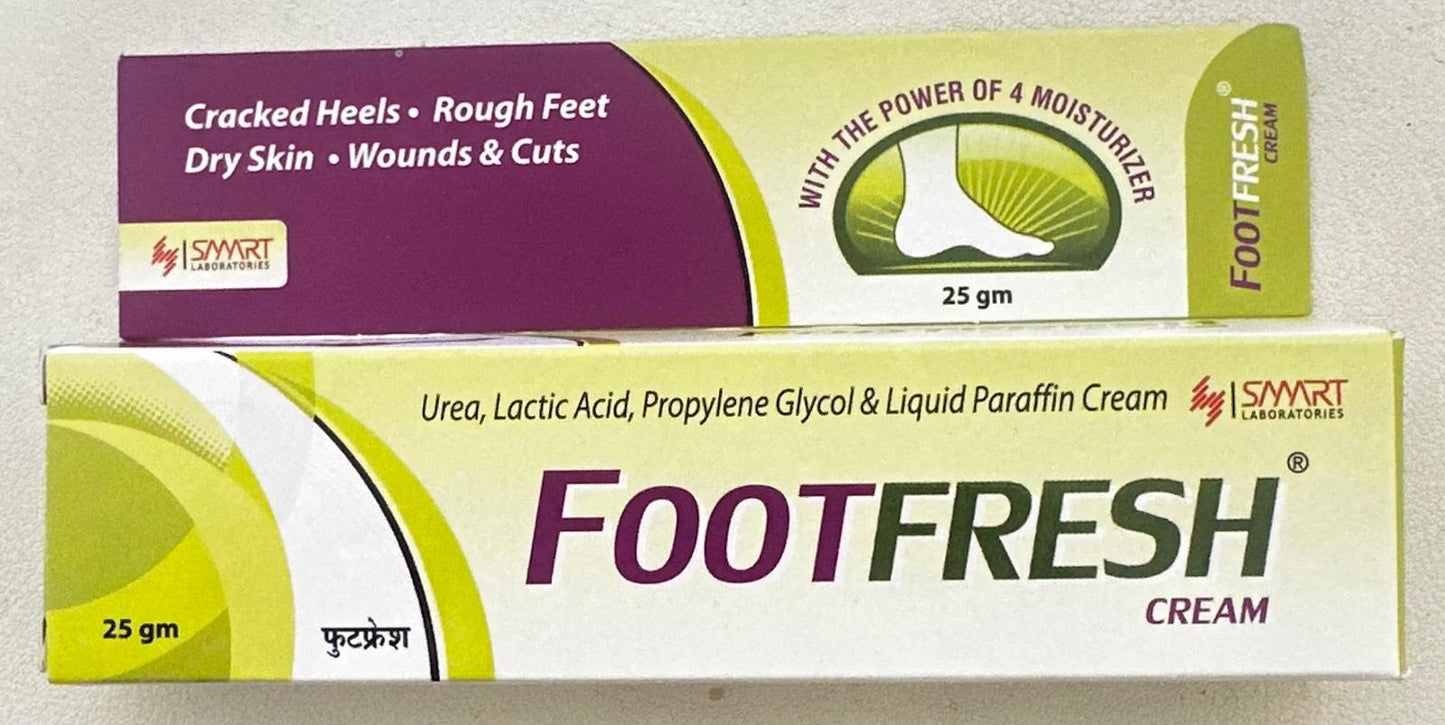 Cracked Heels • Rough Feet
Dry Skin • Wounds & Cuts
SMART
LABORATORIES
WITH THE POWER OF 4 MOISTURIZER
25 gm
FOOTFRESH®
CREAM
Urea, Lactic Acid, Propylene Glycol & Liquid Paraffin Cream
SMART
LABORATORIES
FOOTFRESH®
CREAM
25 gm
फुटफ्रेश